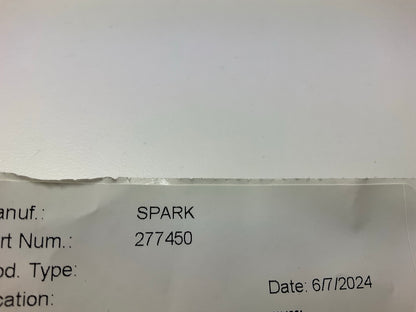 anuf.: SPARK
rt Num.: 277450
od. Type:
Date: 6/7/2024
cation: